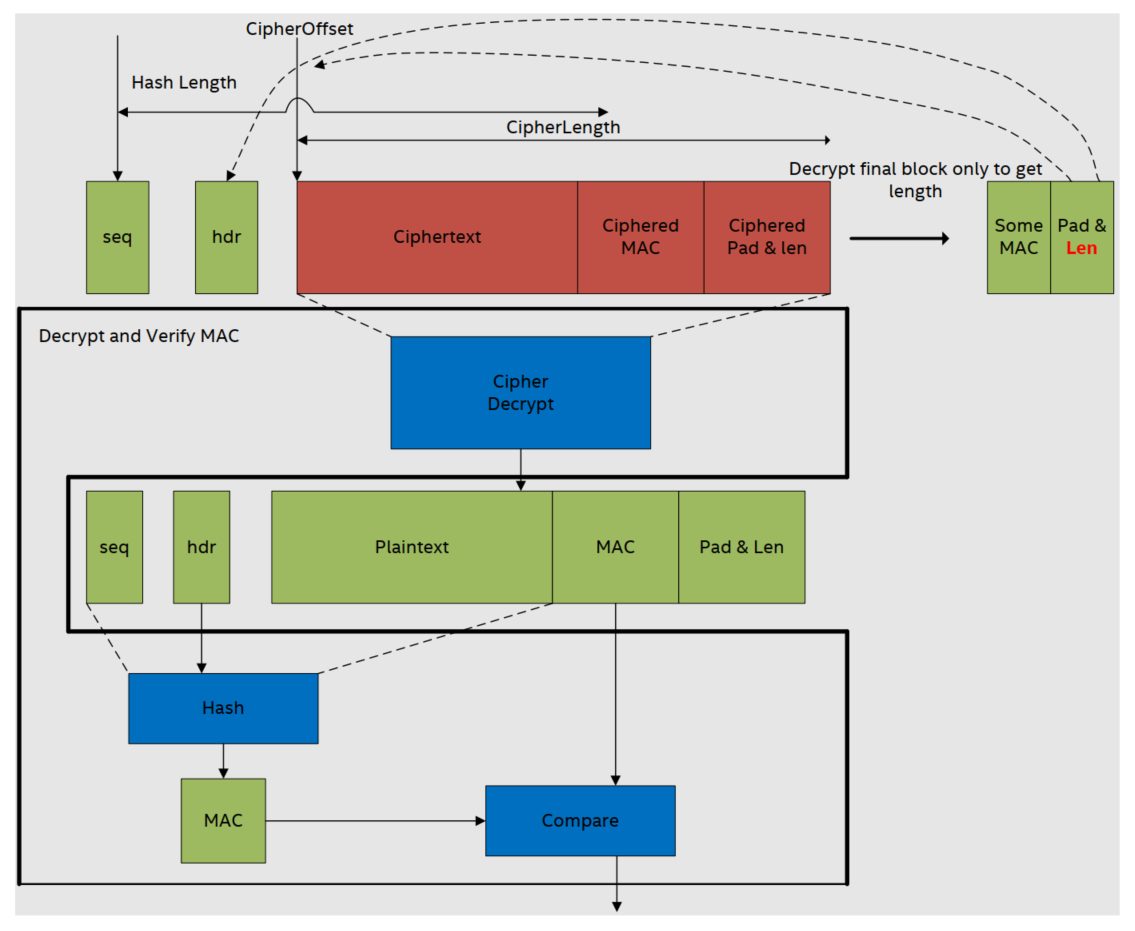 CipherOffset
Hash Length
CipherLength
Decrypt final block only to get
length
seq
hdr
Ciphertext
Ciphered
MAC
Ciphered
Pad & len
Some
MAC
Pad &
Len
Decrypt and Verify MAC
Cipher
Decrypt
seq
hdr
Plaintext
MAC
Pad & Len
Hash
MAC
Compare